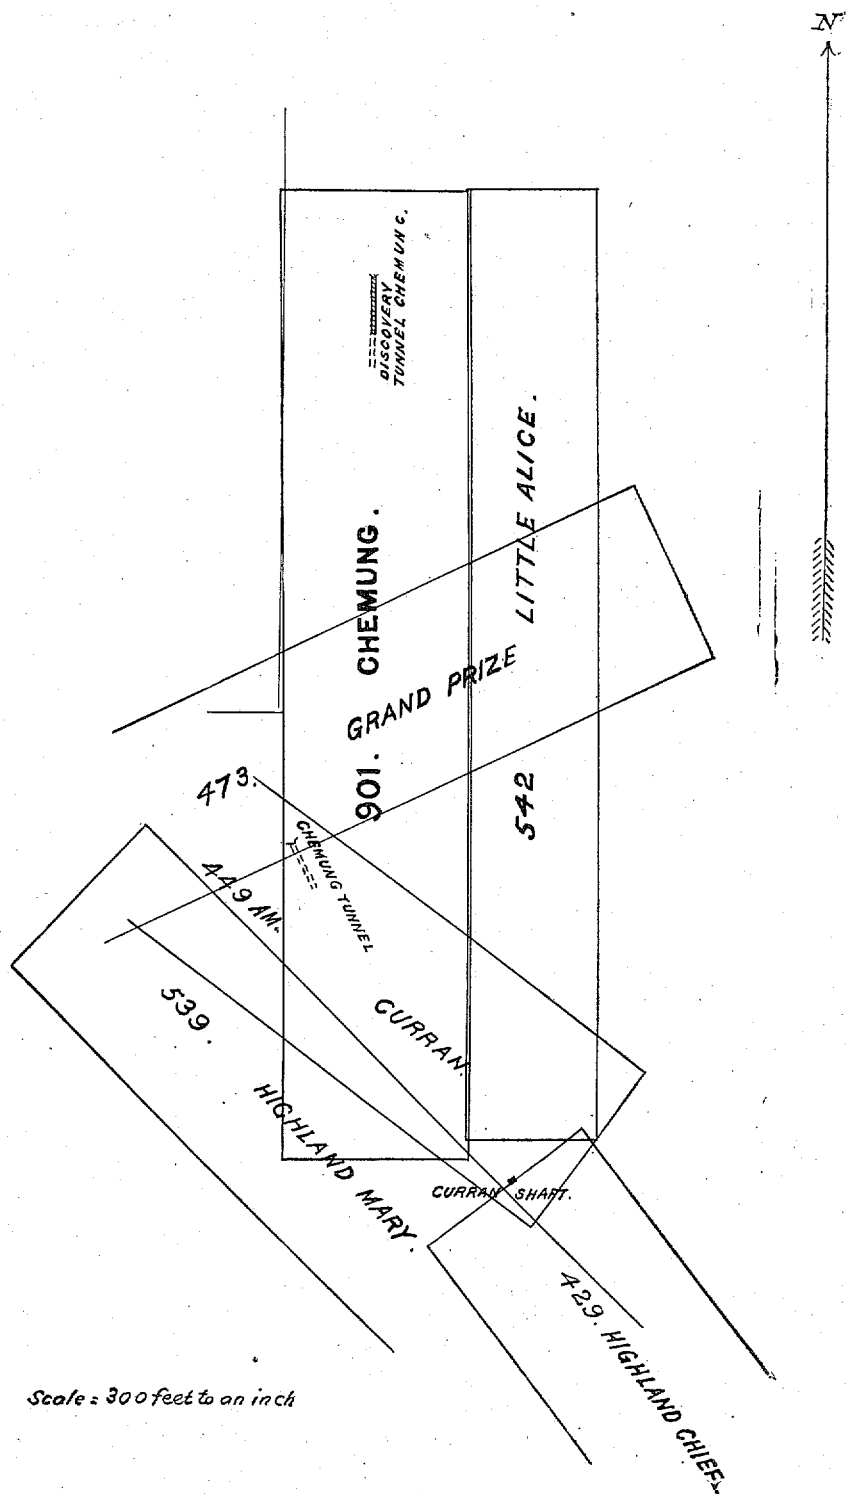 N
DISCOVERY
TUNNEL CHEMUNG.
901. CHEMUNG.
542 LITTLE ALICE.
GRAND PRIZE
473.
CHEMUNG TUNNEL
449 AM.
539.
CURRAN.
HIGHLAND MARY.
CURRAN SHAFT.
429. HIGHLAND CHIEF.
Scale = 300 feet to an inch